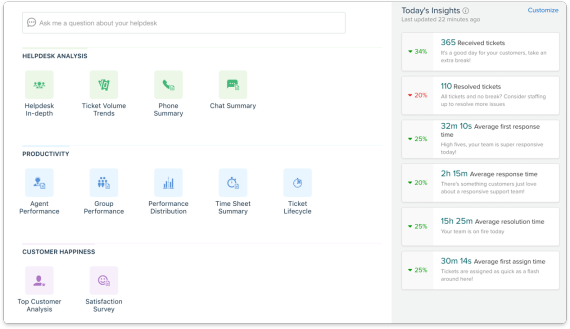 Ask me a question about your helpdesk
HELPDESK ANALYSIS
Helpdesk
In-depth
Ticket Volume
Trends
Phone
Summary
Chat Summary
PRODUCTIVITY
Agent
Performance
Group
Performance
Performance
Distribution
Time Sheet
Summary
Ticket
Lifecycle
CUSTOMER HAPPINESS
Top Customer
Analysis
Satisfaction
Survey
Today's Insights
Customize
Last updated 22 minutes ago
34%
365 Received tickets
It's a good day for your customers, take an
extra break!
20%
110 Resolved tickets
All tickets and no break? Consider staffing
up to resolve more issues
25%
32m 10s Average first response
time
High fives, your team is super responsive
today!
20%
2h 15m Average response time
There's something customers just love
about a responsive support team!
25%
15h 25m Average resolution time
Your team is on fire today
25%
30m 14s Average first assign time
Tickets are assigned as quick as a flash
around here!